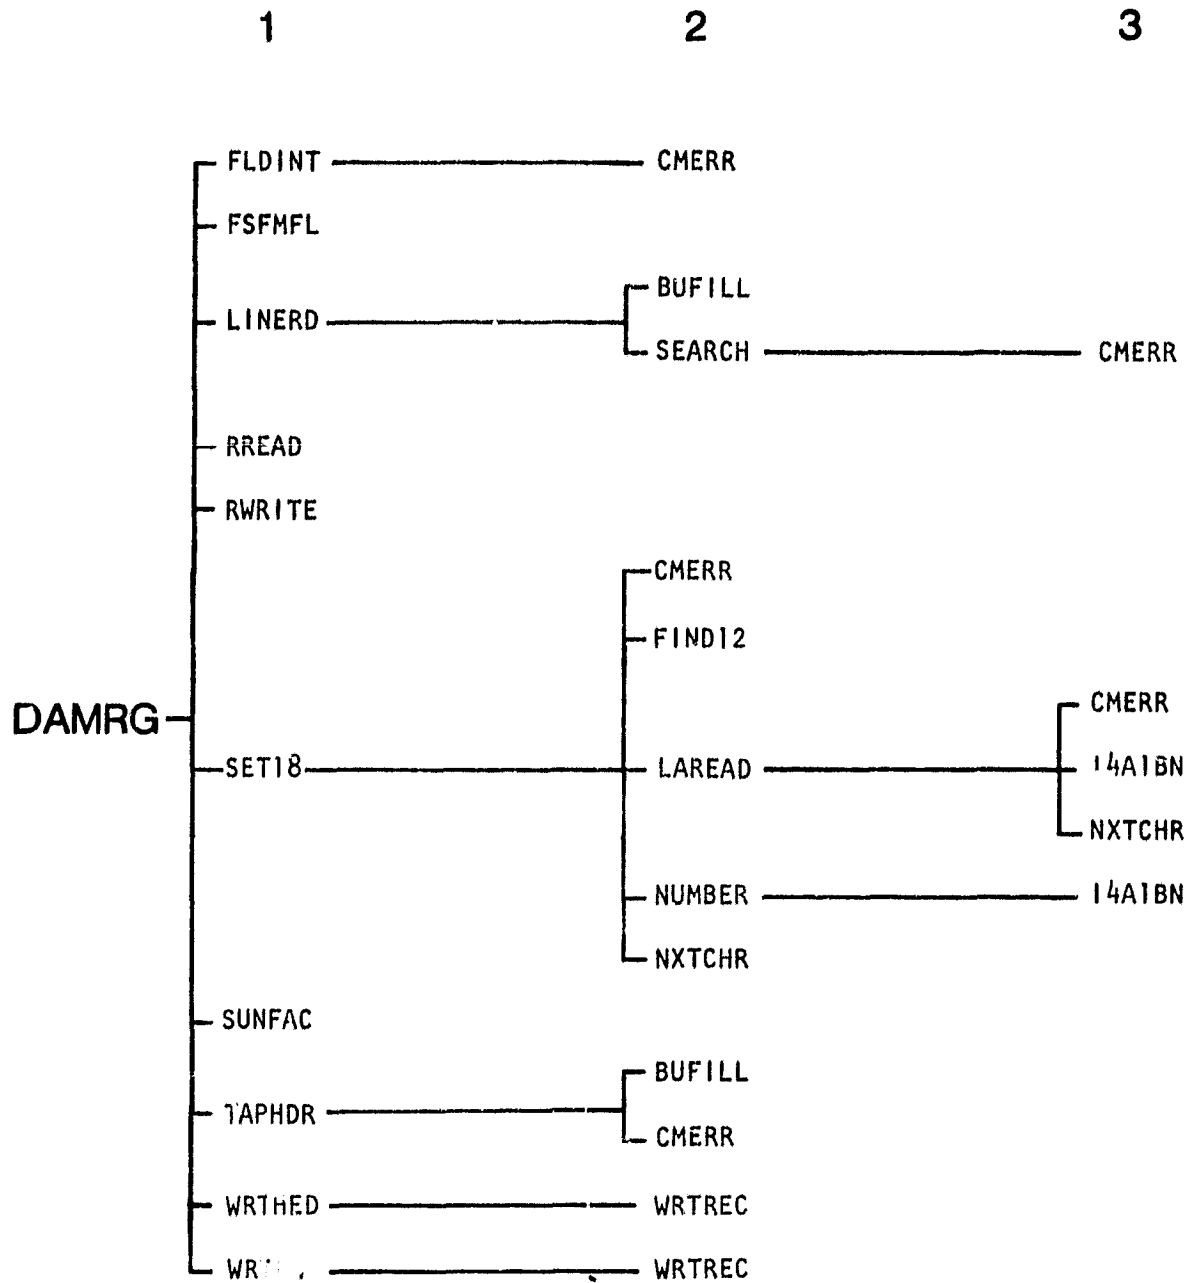 1 2 3
FLDINT CMERR
FSFMFL
BUFILL
LINERD
SEARCH CMERR
RREAD
RWRITE
CMERR
FIND12
CMERR
DAMRG
SET18 LAREAD I4A1BN
NXTCHR
NUMBER I4A1BN
NXTCHR
SUNFAC
BUFILL
TAPHDR
CMERR
WRTHED WRTREC
WRTREC